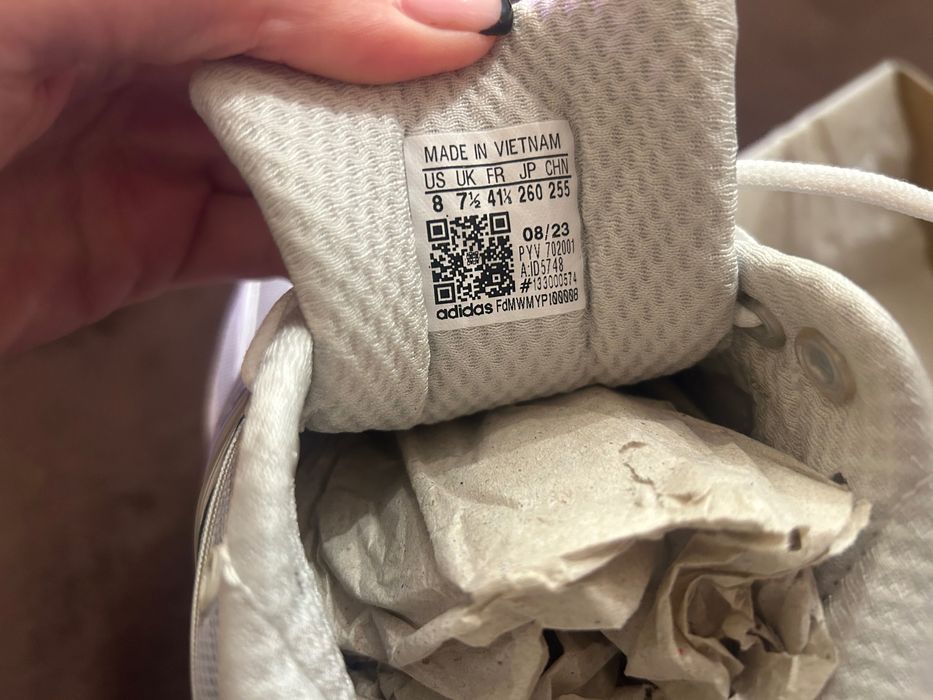 MADE IN VIETNAM
US UK FR JP CHN
8 7½ 41⅓ 260 255
08/23
PYV 702001
A:ID5748
#133000574
adidas FdMWMYPI00008